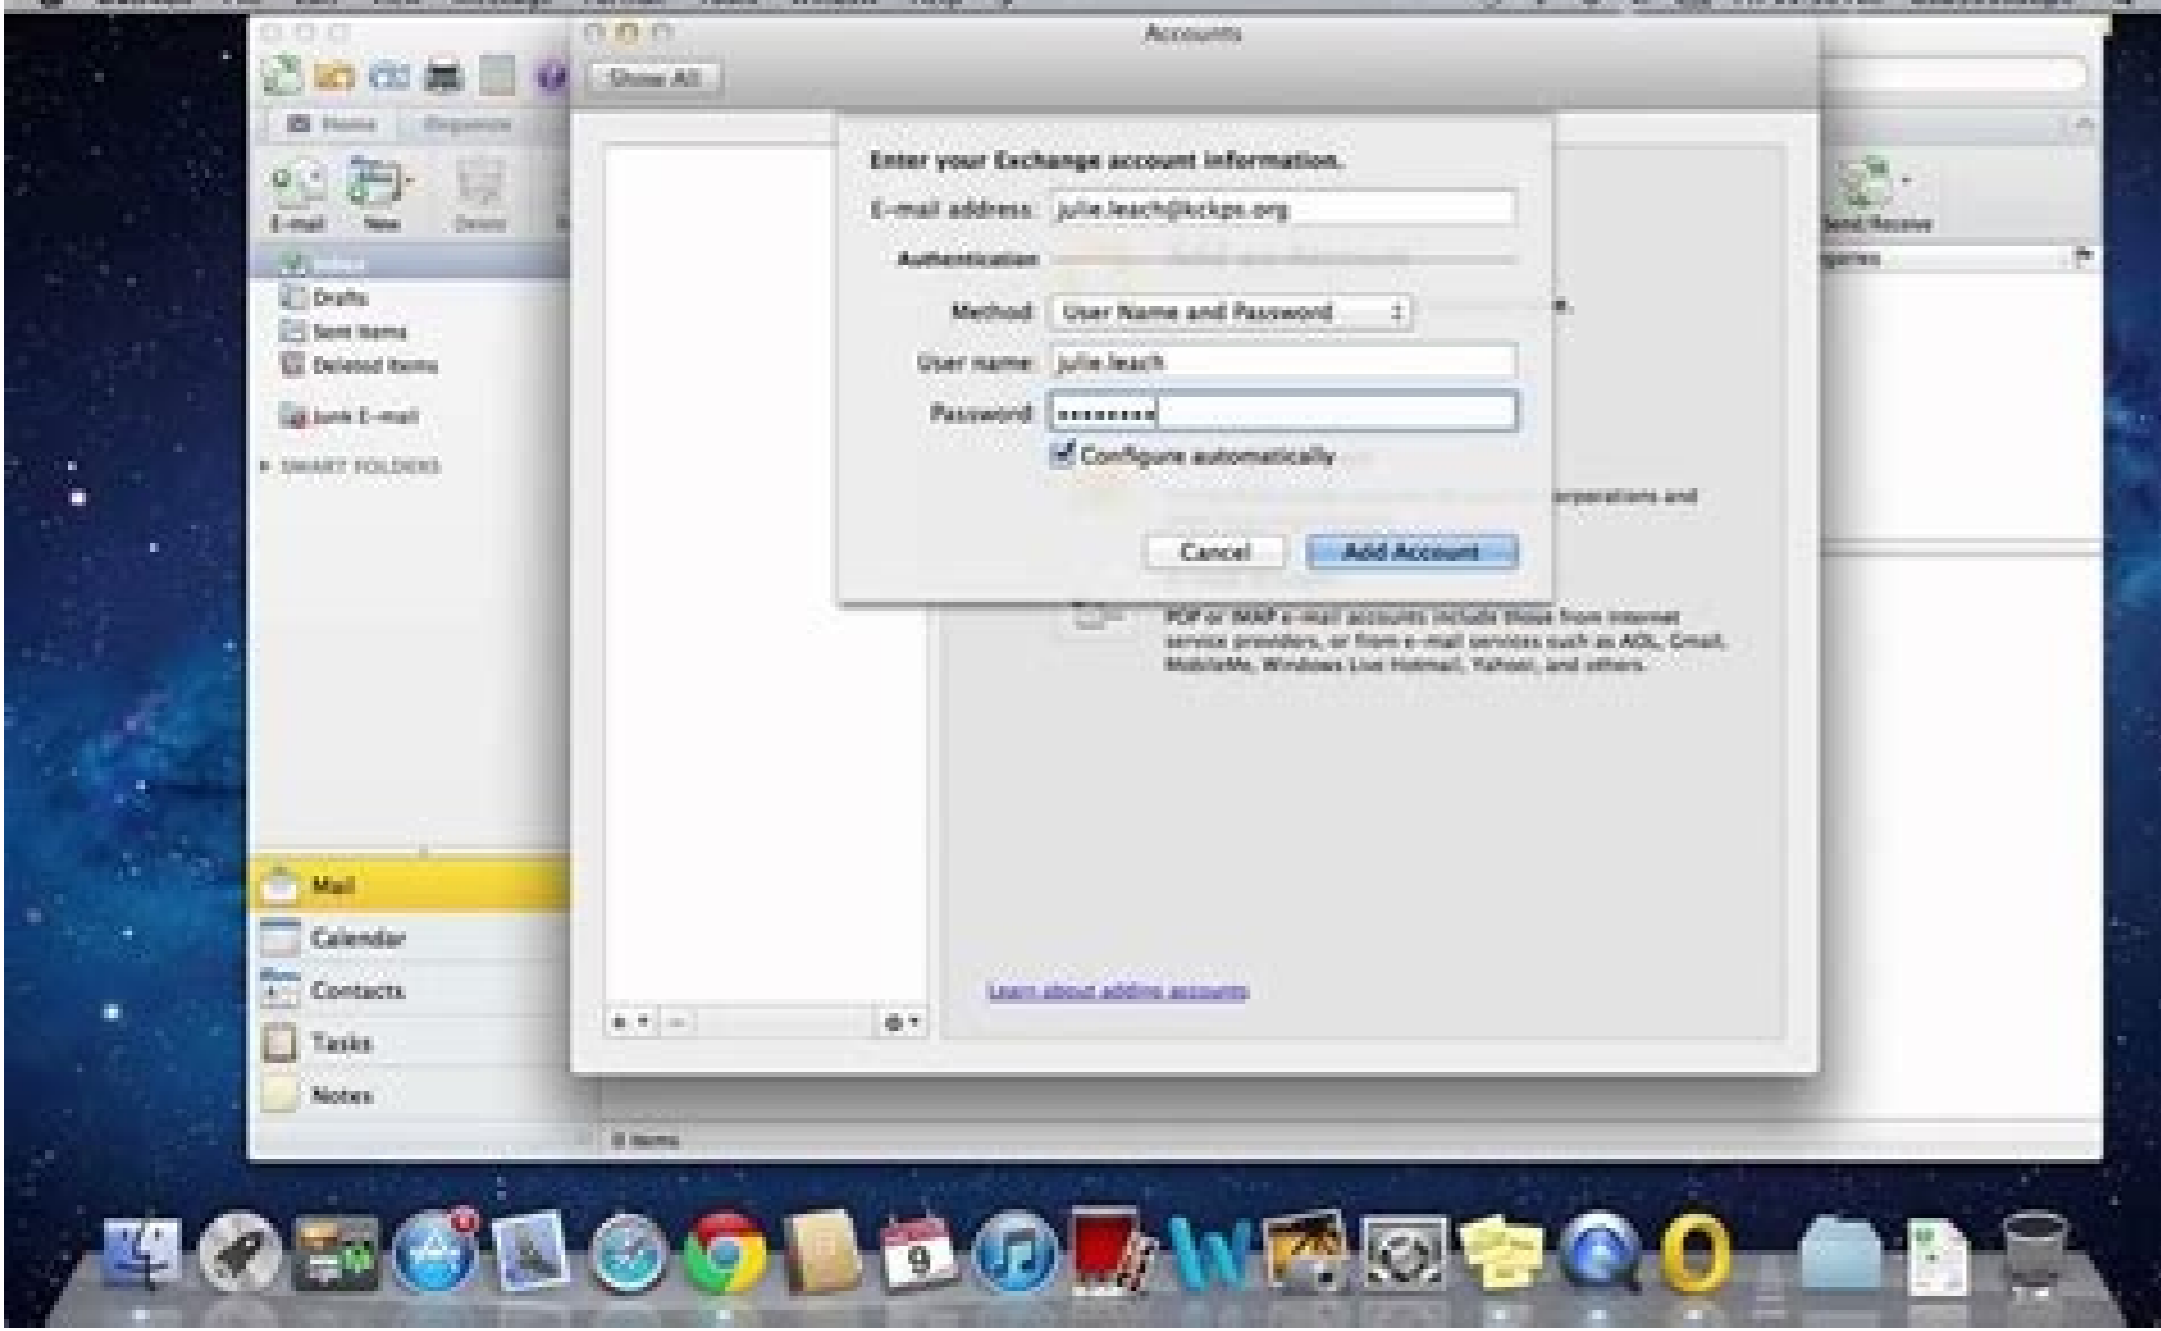 Accounts
Show All
Home Organize
E-mail New Delete
Send/Receive
Drafts
Sent Items
Deleted Items
Junk E-mail
SMART FOLDERS
Enter your Exchange account information.
E-mail address: julie.leach@kckps.org
Authentication
Method: User Name and Password
User name: julie.leach
Password: ••••••••
Configure automatically
corporations and
Cancel Add Account
POP or IMAP e-mail accounts include those from Internet
service providers, or from e-mail services such as AOL, Gmail,
MobileMe, Windows Live Hotmail, Yahoo!, and others.
Learn about adding accounts
Mail
Calendar
Contacts
Tasks
Notes
0 items
9